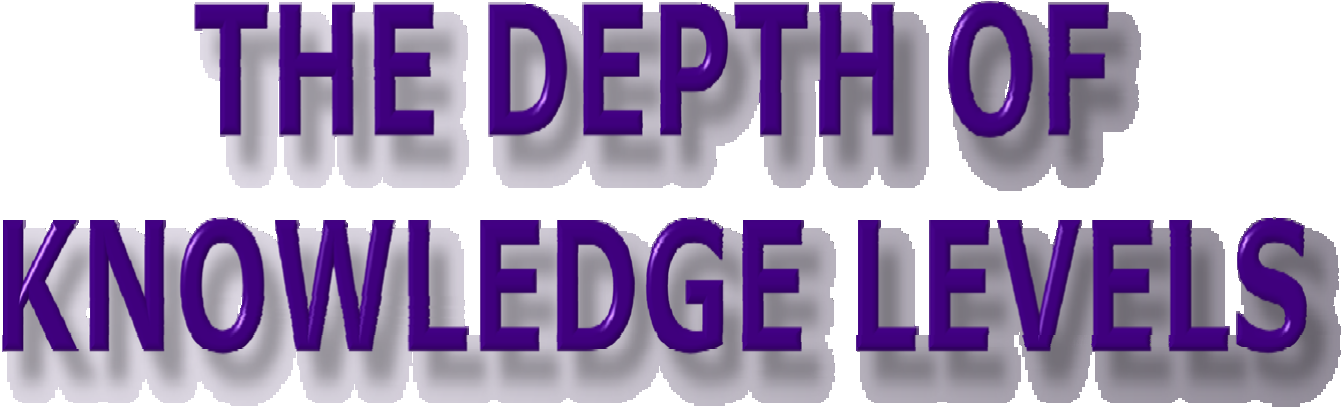 THE DEPTH OF
KNOWLEDGE LEVELS